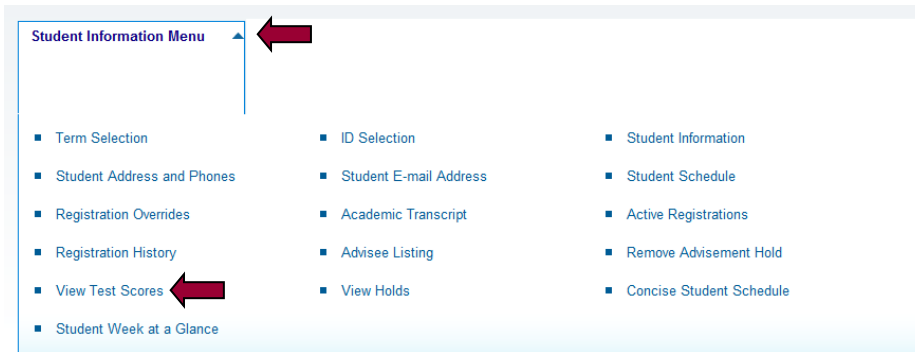 Student Information Menu
Term Selection
ID Selection
Student Information
Student Address and Phones
Student E-mail Address
Student Schedule
Registration Overrides
Academic Transcript
Active Registrations
Registration History
Advisee Listing
Remove Advisement Hold
View Test Scores
View Holds
Concise Student Schedule
Student Week at a Glance